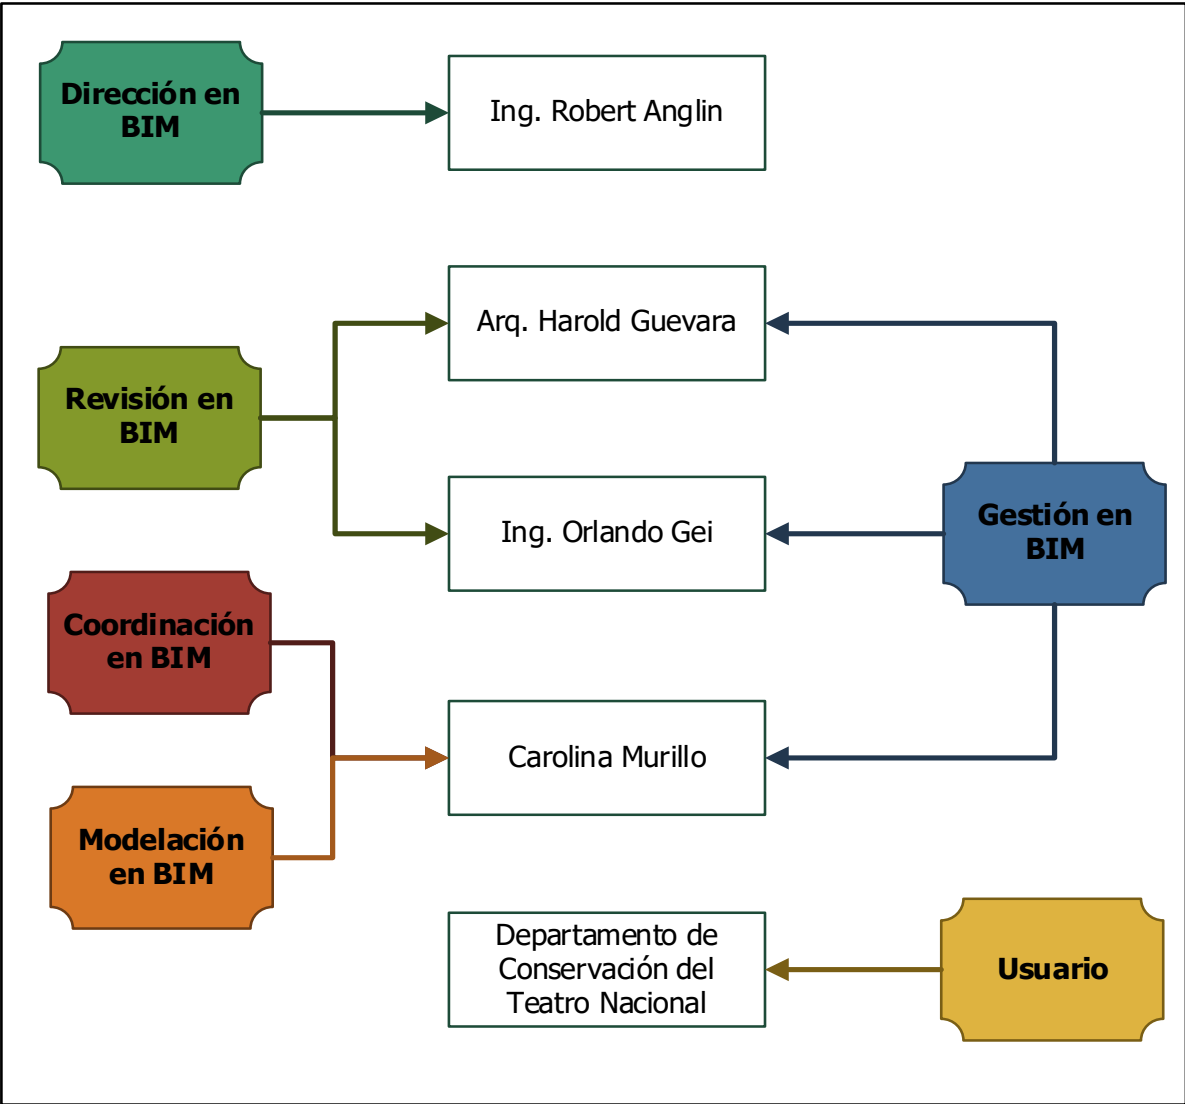 Dirección en
BIM
Ing. Robert Anglin
Arq. Harold Guevara
Revisión en
BIM
Ing. Orlando Gei
Gestión en
BIM
Coordinación
en BIM
Carolina Murillo
Modelación
en BIM
Departamento de
Conservación del
Teatro Nacional
Usuario